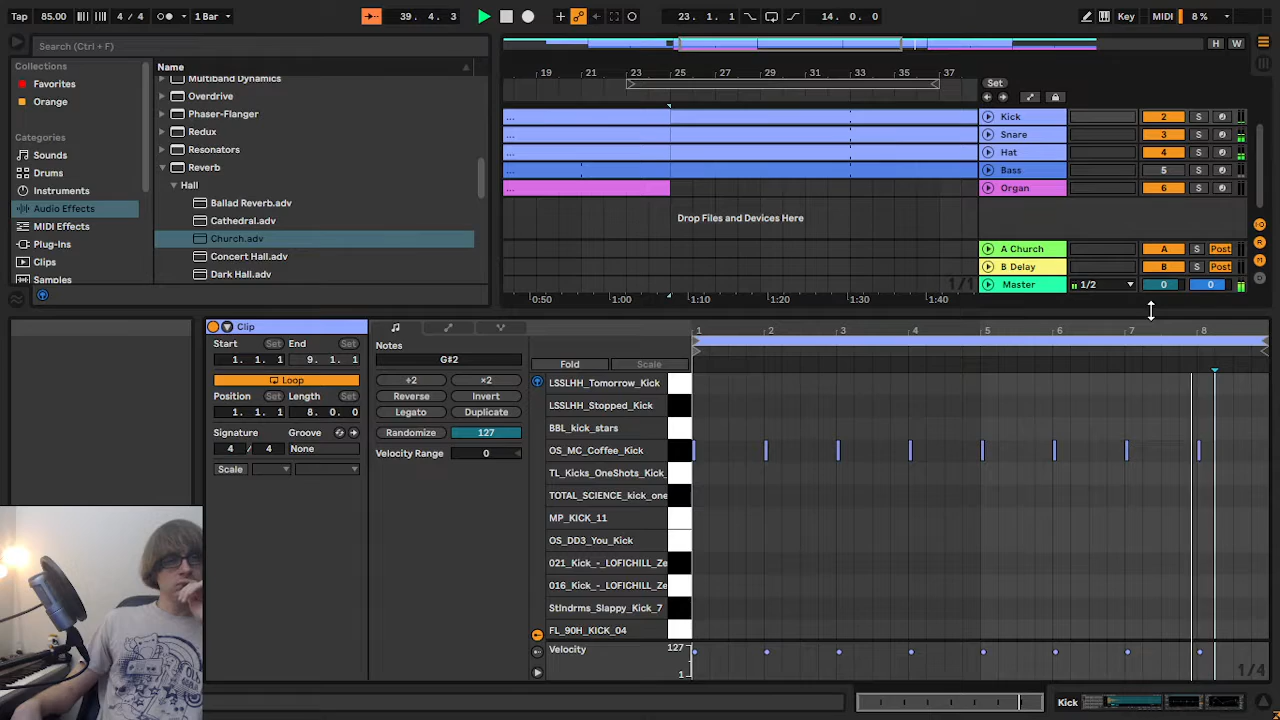 Tap 85.00 4 / 4 1 Bar 39. 4. 3 23. 1. 1 14. 0. 0 Key MIDI 8 %
Search (Ctrl + F)
H W
Collections
Favorites
Orange
Categories
Sounds
Drums
Instruments
Audio Effects
MIDI Effects
Plug-Ins
Clips
Samples
Name
Multiband Dynamics
Overdrive
Phaser-Flanger
Redux
Resonators
Reverb
Hall
Ballad Reverb.adv
Cathedral.adv
Church.adv
Concert Hall.adv
Dark Hall.adv
19 21 23 25 27 29 31 33 35 37
Set
... Kick 2 S
... Snare 3 S
... Hat 4 S
... Bass 5 S
... Organ 6 S
Drop Files and Devices Here
A Church A S Post
B Delay B S Post
1/1 Master 1/2 0 0
0:50 1:00 1:10 1:20 1:30 1:40
Clip
Start Set End Set
1. 1. 1 9. 1. 1
Loop
Position Set Length Set
1. 1. 1 8. 0. 0
Signature Groove
4 / 4 None
Scale
Notes
G#2
÷2 ×2
Reverse Invert
Legato Duplicate
Randomize 127
Velocity Range 0
1 2 3 4 5 6 7 8
Fold Scale
LSSLHH_Tomorrow_Kick
LSSLHH_Stopped_Kick
BBL_kick_stars
OS_MC_Coffee_Kick
TL_Kicks_OneShots_Kick_
TOTAL_SCIENCE_kick_one
MP_KICK_11
OS_DD3_You_Kick
021_Kick_-_LOFICHILL_Ze
016_Kick_-_LOFICHILL_Ze
StIndrms_Slappy_Kick_7
FL_90H_KICK_04
Velocity 127
1
1/4
Kick